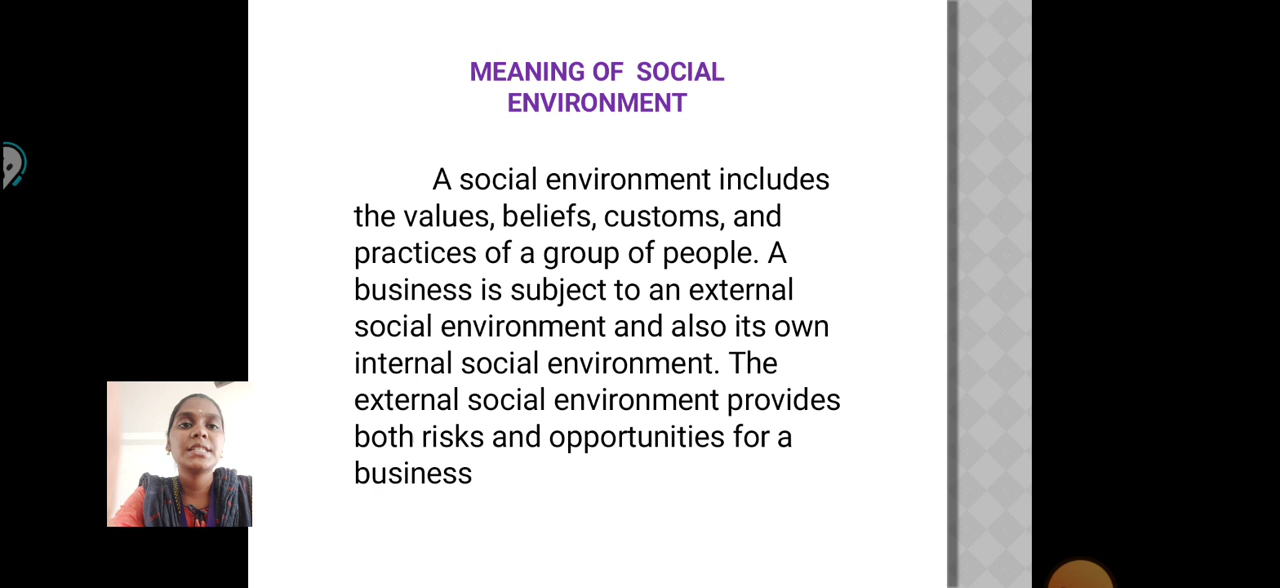 MEANING OF SOCIAL
ENVIRONMENT
A social environment includes
the values, beliefs, customs, and
practices of a group of people. A
business is subject to an external
social environment and also its own
internal social environment. The
external social environment provides
both risks and opportunities for a
business